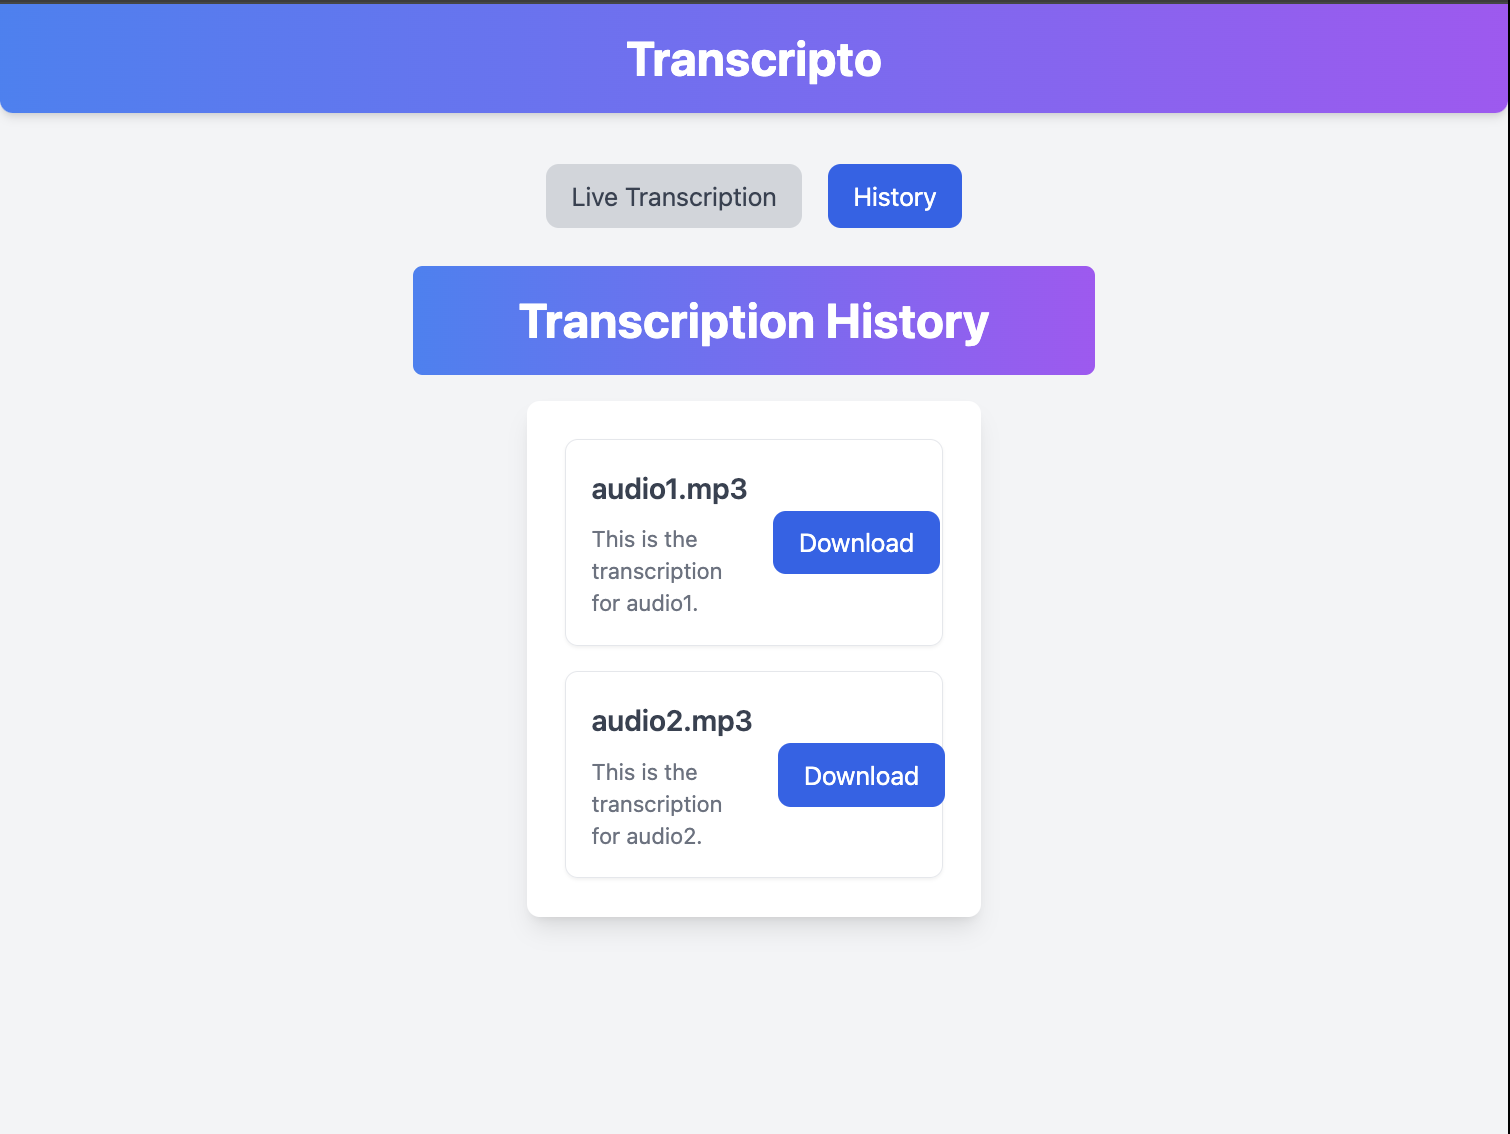 Transcripto
Live Transcription
History
Transcription History
audio1.mp3
This is the
transcription
for audio1.
Download
audio2.mp3
This is the
transcription
for audio2.
Download